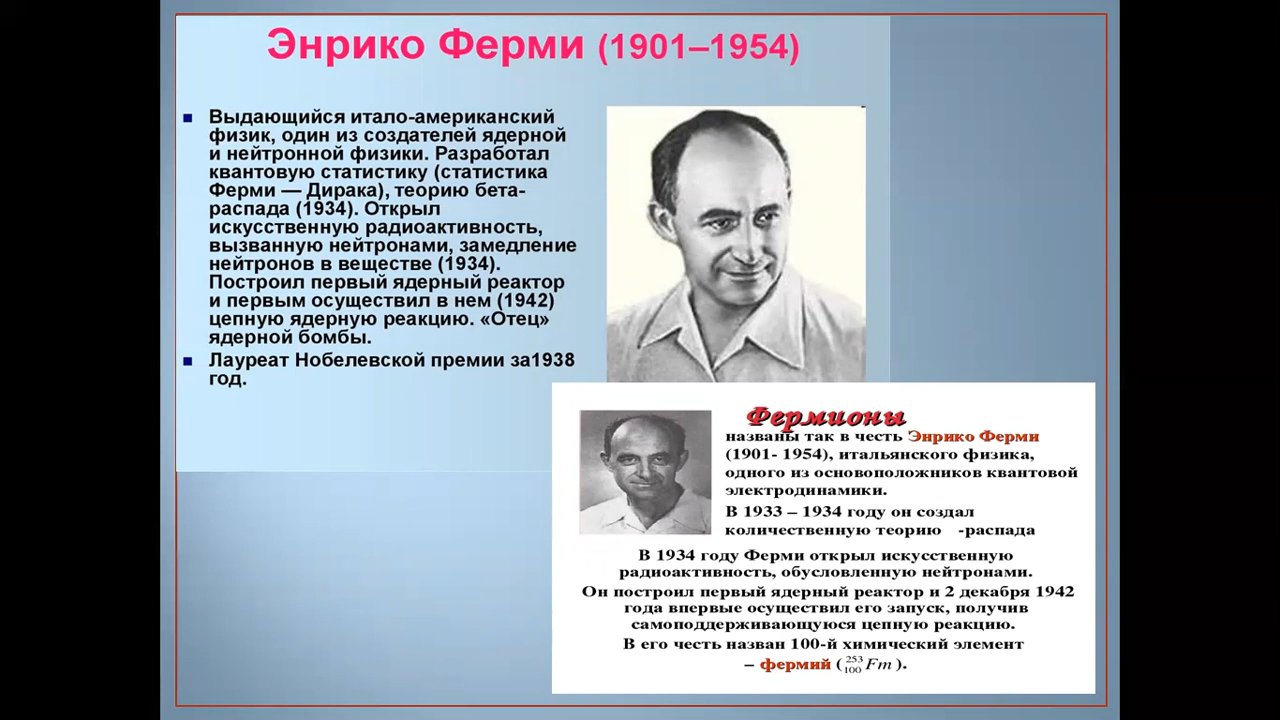 Энрико Ферми (1901–1954)
Выдающийся итало-американский
физик, один из создателей ядерной
и нейтронной физики. Разработал
квантовую статистику (статистика
Ферми — Дирака), теорию бета-
распада (1934). Открыл
искусственную радиоактивность,
вызванную нейтронами, замедление
нейтронов в веществе (1934).
Построил первый ядерный реактор
и первым осуществил в нем (1942)
цепную ядерную реакцию. «Отец»
ядерной бомбы.
Лауреат Нобелевской премии за1938
год.
Фермионы
названы так в честь Энрико Ферми
(1901- 1954), итальянского физика,
одного из основоположников квантовой
электродинамики.
В 1933 – 1934 году он создал
количественную теорию -распада
В 1934 году Ферми открыл искусственную
радиоактивность, обусловленную нейтронами.
Он построил первый ядерный реактор и 2 декабря 1942
года впервые осуществил его запуск, получив
самоподдерживающуюся цепную реакцию.
В его честь назван 100-й химический элемент
– фермий ( ²⁵³₁₀₀Fm ).